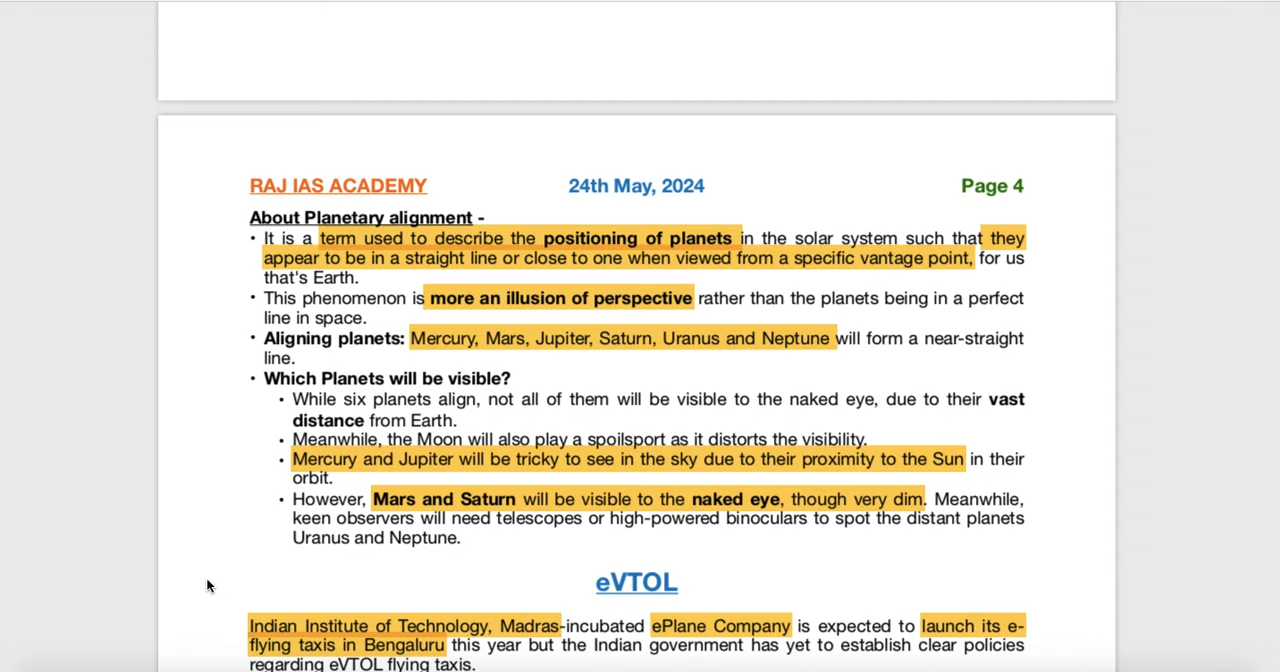 RAJ IAS ACADEMY 24th May, 2024 Page 4
About Planetary alignment -
• It is a term used to describe the positioning of planets in the solar system such that they
appear to be in a straight line or close to one when viewed from a specific vantage point, for us
that's Earth.
• This phenomenon is more an illusion of perspective rather than the planets being in a perfect
line in space.
• Aligning planets: Mercury, Mars, Jupiter, Saturn, Uranus and Neptune will form a near-straight
line.
• Which Planets will be visible?
• While six planets align, not all of them will be visible to the naked eye, due to their vast
distance from Earth.
• Meanwhile, the Moon will also play a spoilsport as it distorts the visibility.
• Mercury and Jupiter will be tricky to see in the sky due to their proximity to the Sun in their
orbit.
• However, Mars and Saturn will be visible to the naked eye, though very dim. Meanwhile,
keen observers will need telescopes or high-powered binoculars to spot the distant planets
Uranus and Neptune.
eVTOL
Indian Institute of Technology, Madras-incubated ePlane Company is expected to launch its e-
flying taxis in Bengaluru this year but the Indian government has yet to establish clear policies
regarding eVTOL flying taxis.